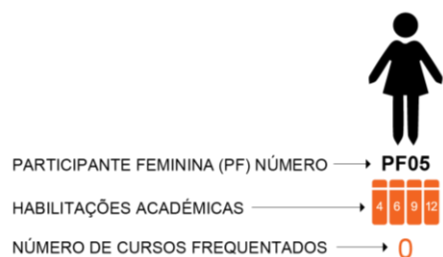 PARTICIPANTE FEMININA (PF) NÚMERO PF05
HABILITAÇÕES ACADÉMICAS 4 6 9 12
NÚMERO DE CURSOS FREQUENTADOS 0